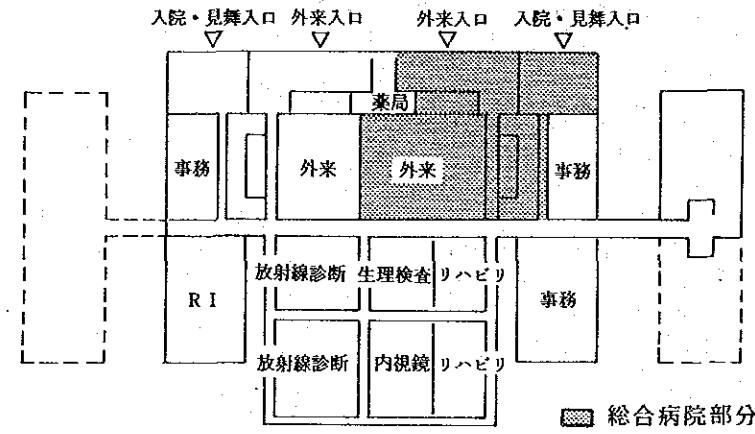 入院・見舞入口 外来入口 外来入口 入院・見舞入口
薬局
事務 外来 外来 事務
放射線診断 生理検査 リハビリ
RI 事務
放射線診断 内視鏡 リハビリ
総合病院部分